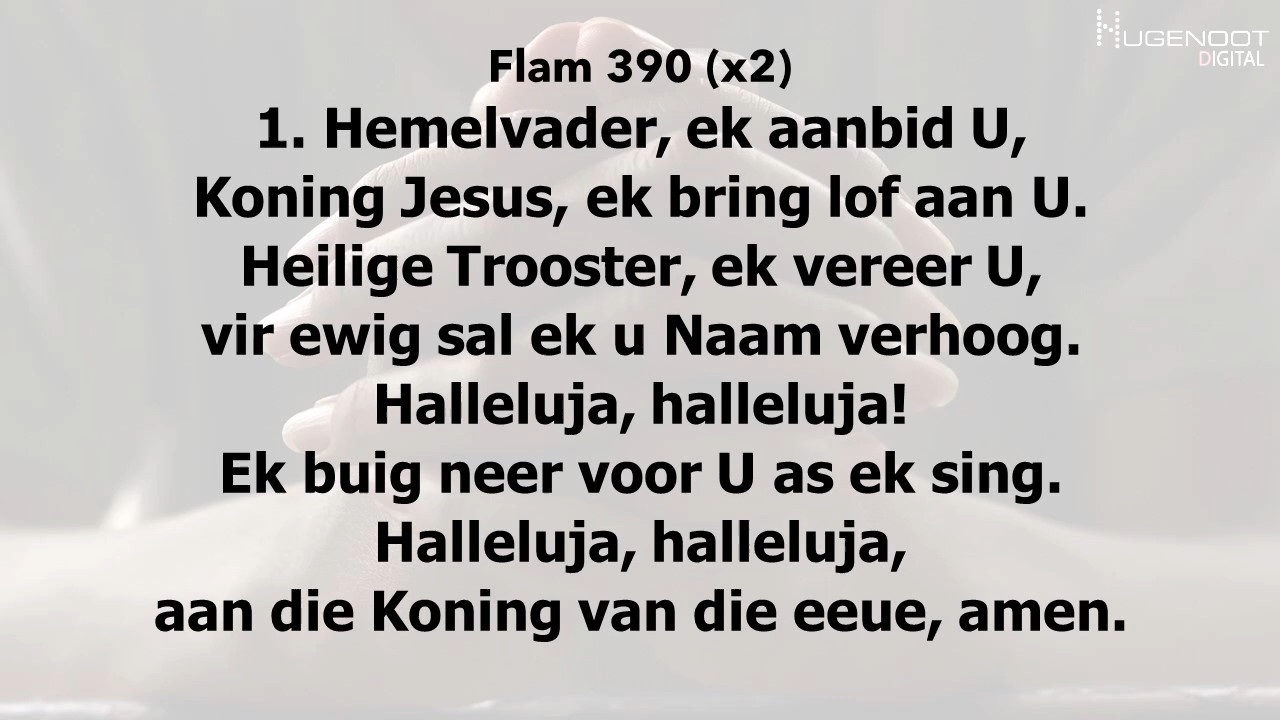 HUGENOOT
DIGITAL
Flam 390 (x2)
1. Hemelvader, ek aanbid U,
Koning Jesus, ek bring lof aan U.
Heilige Trooster, ek vereer U,
vir ewig sal ek u Naam verhoog.
Halleluja, halleluja!
Ek buig neer voor U as ek sing.
Halleluja, halleluja,
aan die Koning van die eeue, amen.